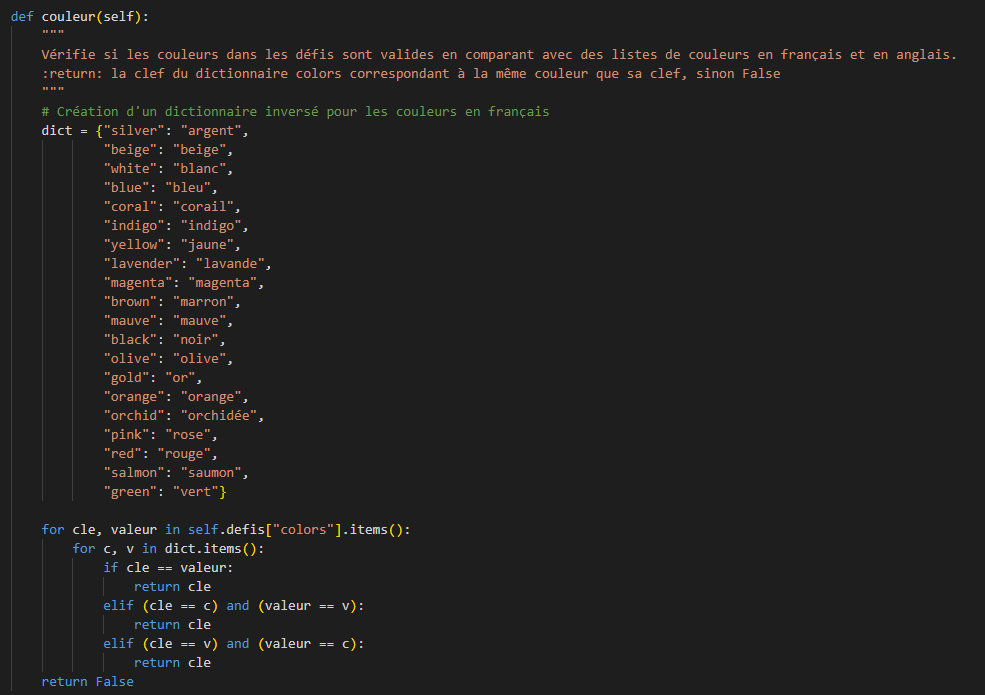 def couleur(self):
    """
    Vérifie si les couleurs dans les défis sont valides en comparant avec des listes de couleurs en français et en anglais.
    :return: la clef du dictionnaire colors correspondant à la même couleur que sa clef, sinon False
    """
    # Création d'un dictionnaire inversé pour les couleurs en français
    dict = {"silver": "argent",
            "beige": "beige",
            "white": "blanc",
            "blue": "bleu",
            "coral": "corail",
            "indigo": "indigo",
            "yellow": "jaune",
            "lavender": "lavande",
            "magenta": "magenta",
            "brown": "marron",
            "mauve": "mauve",
            "black": "noir",
            "olive": "olive",
            "gold": "or",
            "orange": "orange",
            "orchid": "orchidée",
            "pink": "rose",
            "red": "rouge",
            "salmon": "saumon",
            "green": "vert"}

    for cle, valeur in self.defis["colors"].items():
        for c, v in dict.items():
            if cle == valeur:
                return cle
            elif (cle == c) and (valeur == v):
                return cle
            elif (cle == v) and (valeur == c):
                return cle
    return False